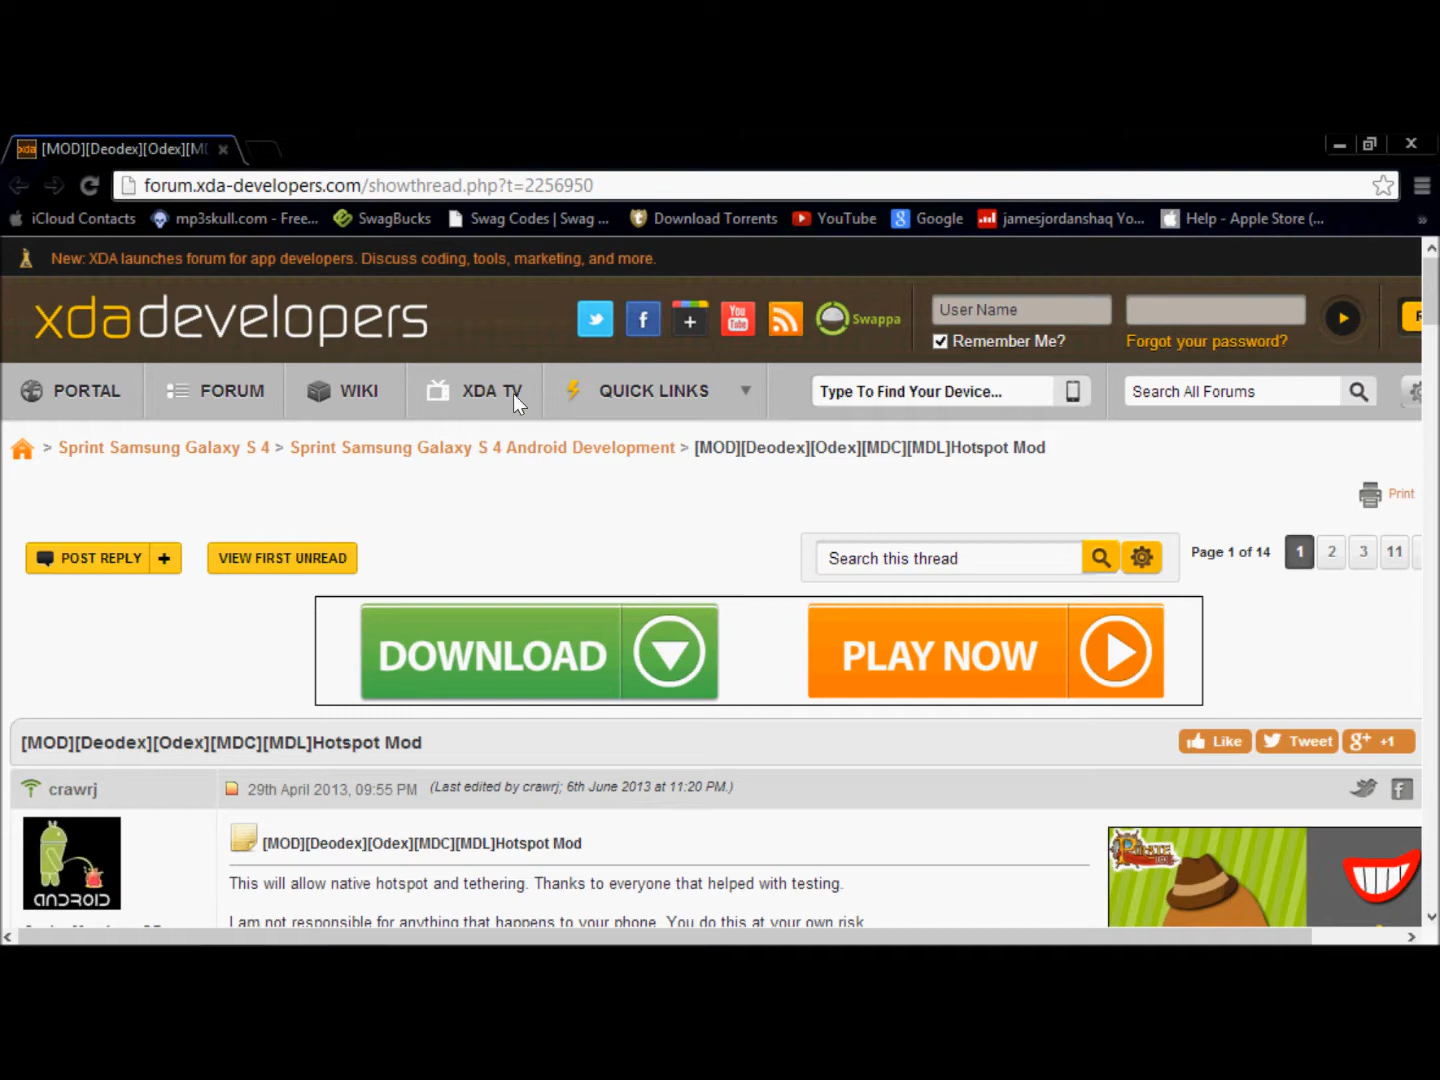 xda [MOD][Deodex][Odex][M
forum.xda-developers.com/showthread.php?t=2256950
iCloud Contacts mp3skull.com - Free... SwagBucks Swag Codes | Swag ... Download Torrents YouTube Google jamesjordanshaq Yo... Help - Apple Store (... »
New: XDA launches forum for app developers. Discuss coding, tools, marketing, and more.
xdadevelopers
You Tube
Swappa
User Name
Remember Me? Forgot your password?
PORTAL FORUM WIKI XDA TV QUICK LINKS Type To Find Your Device... Search All Forums
> Sprint Samsung Galaxy S 4 > Sprint Samsung Galaxy S 4 Android Development > [MOD][Deodex][Odex][MDC][MDL]Hotspot Mod
Print
POST REPLY + VIEW FIRST UNREAD Search this thread Page 1 of 14 1 2 3 11
DOWNLOAD PLAY NOW
[MOD][Deodex][Odex][MDC][MDL]Hotspot Mod Like Tweet g+ +1
crawrj 29th April 2013, 09:55 PM (Last edited by crawrj; 6th June 2013 at 11:20 PM.)
[MOD][Deodex][Odex][MDC][MDL]Hotspot Mod
ANDROID
This will allow native hotspot and tethering. Thanks to everyone that helped with testing.
I am not responsible for anything that happens to your phone. You do this at your own risk